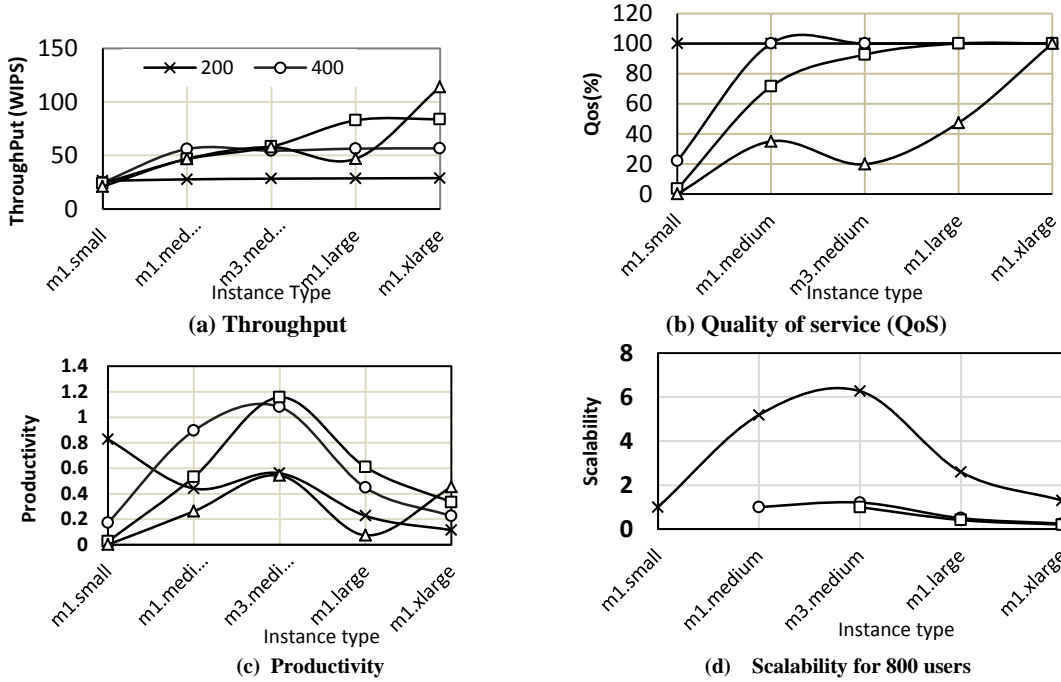 ThroughPut (WIPS)
150
100
50
0
200
400
m1.small
m1.med...
m3.med...
m1.large
m1.xlarge
Instance Type
(a) Throughput
Qos(%)
120
100
80
60
40
20
0
m1.small
m1.medium
m3.medium
m1.large
m1.xlarge
Instance type
(b) Quality of service (QoS)
Productivity
1.4
1.2
1
0.8
0.6
0.4
0.2
0
m1.small
m1.medi...
m3.medi...
m1.large
m1.xlarge
Instance type
(c) Productivity
Scalability
8
6
4
2
0
m1.small
m1.medium
m3.medium
m1.large
m1.xlarge
Instance type
(d) Scalability for 800 users